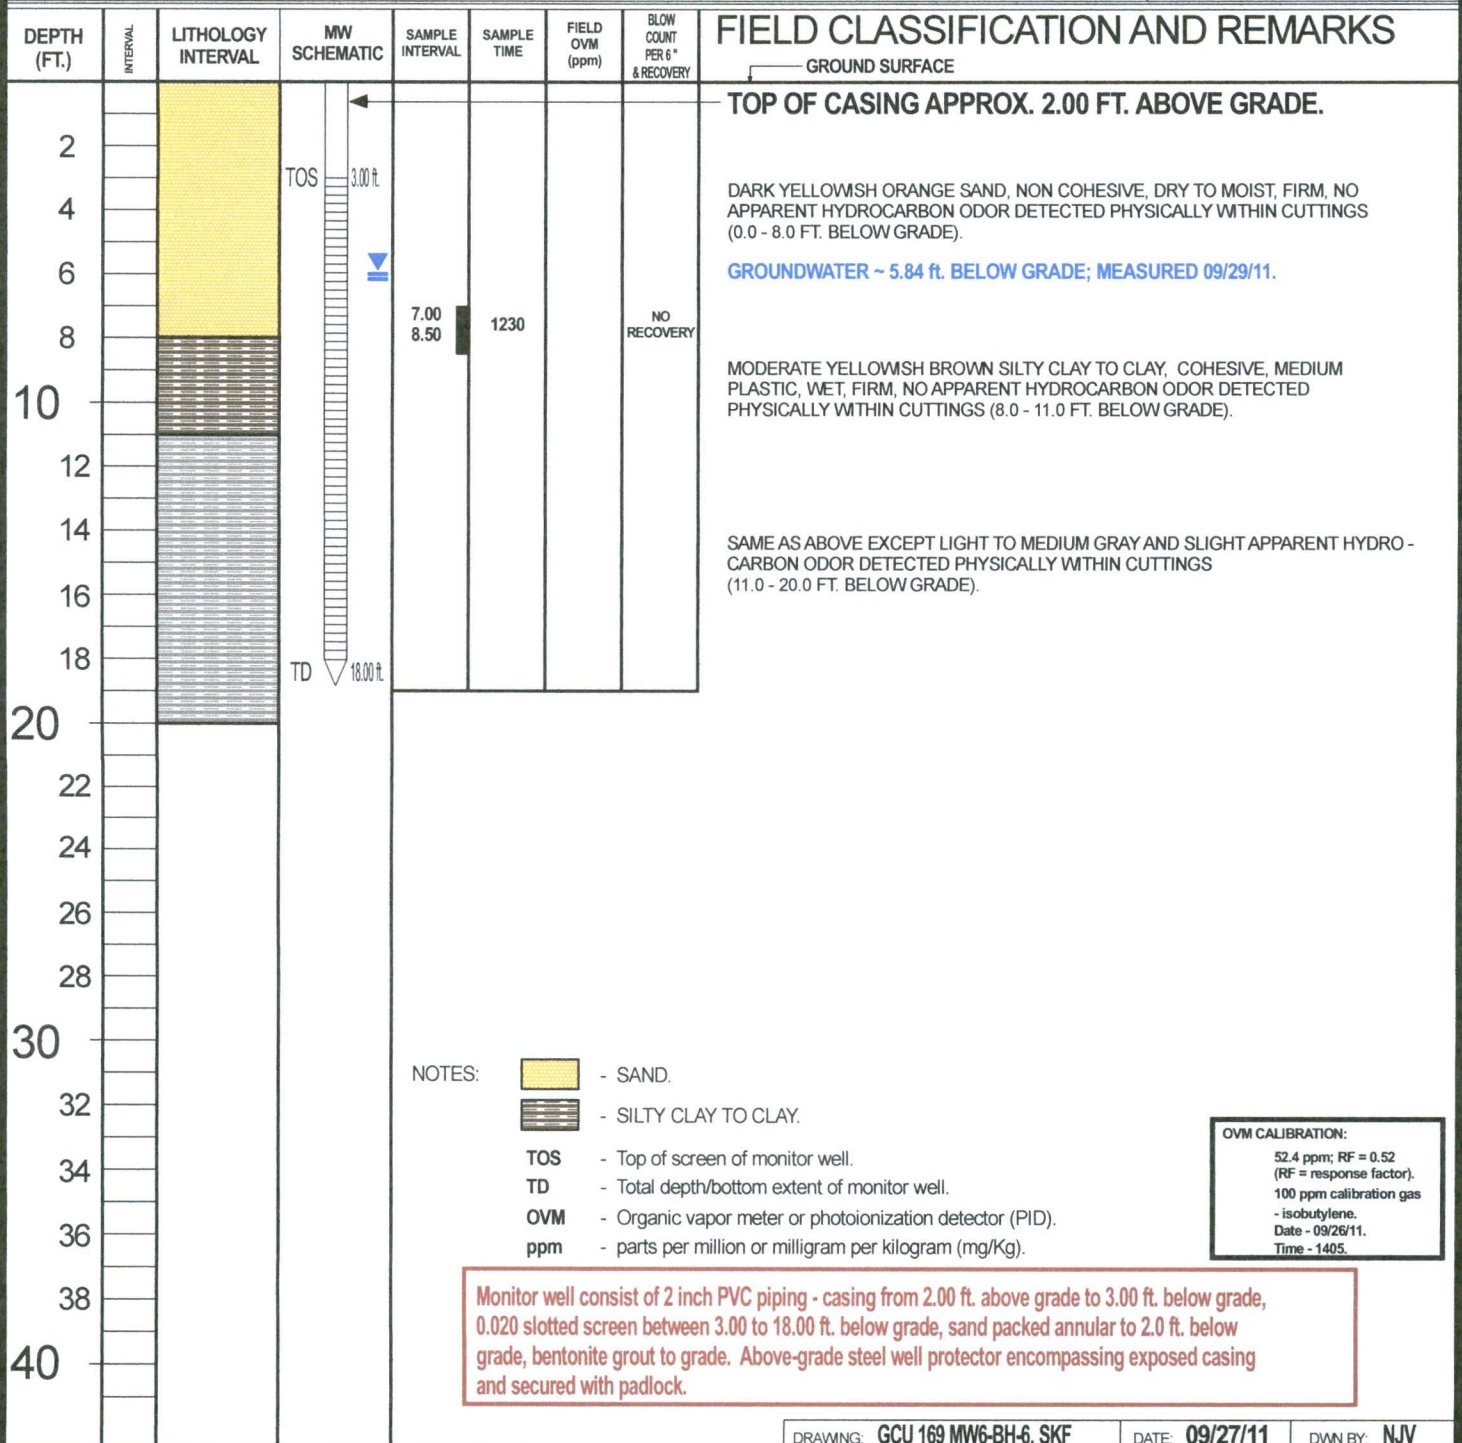 DEPTH
(FT.)
INTERVAL
LITHOLOGY
INTERVAL
MW
SCHEMATIC
SAMPLE
INTERVAL
SAMPLE
TIME
FIELD
OVM
(ppm)
BLOW
COUNT
PER 6 "
& RECOVERY
FIELD CLASSIFICATION AND REMARKS
GROUND SURFACE
TOP OF CASING APPROX. 2.00 FT. ABOVE GRADE.
2
TOS
3.00 ft.
DARK YELLOWISH ORANGE SAND, NON COHESIVE, DRY TO MOIST, FIRM, NO
APPARENT HYDROCARBON ODOR DETECTED PHYSICALLY WITHIN CUTTINGS
(0.0 - 8.0 FT. BELOW GRADE).
4
GROUNDWATER ~ 5.84 ft. BELOW GRADE; MEASURED 09/29/11.
6
7.00
8.50
1230
NO
RECOVERY
8
MODERATE YELLOWISH BROWN SILTY CLAY TO CLAY, COHESIVE, MEDIUM
PLASTIC, WET, FIRM, NO APPARENT HYDROCARBON ODOR DETECTED
PHYSICALLY WITHIN CUTTINGS (8.0 - 11.0 FT. BELOW GRADE).
10
12
14
SAME AS ABOVE EXCEPT LIGHT TO MEDIUM GRAY AND SLIGHT APPARENT HYDRO -
CARBON ODOR DETECTED PHYSICALLY WITHIN CUTTINGS
(11.0 - 20.0 FT. BELOW GRADE).
16
18
TD
18.00 ft.
20
22
24
26
28
30
NOTES:
- SAND.
32
- SILTY CLAY TO CLAY.
TOS - Top of screen of monitor well.
34
TD - Total depth/bottom extent of monitor well.
OVM - Organic vapor meter or photoionization detector (PID).
36
ppm - parts per million or milligram per kilogram (mg/Kg).
OVM CALIBRATION:
52.4 ppm; RF = 0.52
(RF = response factor).
100 ppm calibration gas
- isobutylene.
Date - 09/26/11.
Time - 1405.
38
Monitor well consist of 2 inch PVC piping - casing from 2.00 ft. above grade to 3.00 ft. below grade,
0.020 slotted screen between 3.00 to 18.00 ft. below grade, sand packed annular to 2.0 ft. below
grade, bentonite grout to grade. Above-grade steel well protector encompassing exposed casing
and secured with padlock.
40
DRAWING: GCU 169 MW6-BH-6. SKF
DATE: 09/27/11
DWN BY: NJV